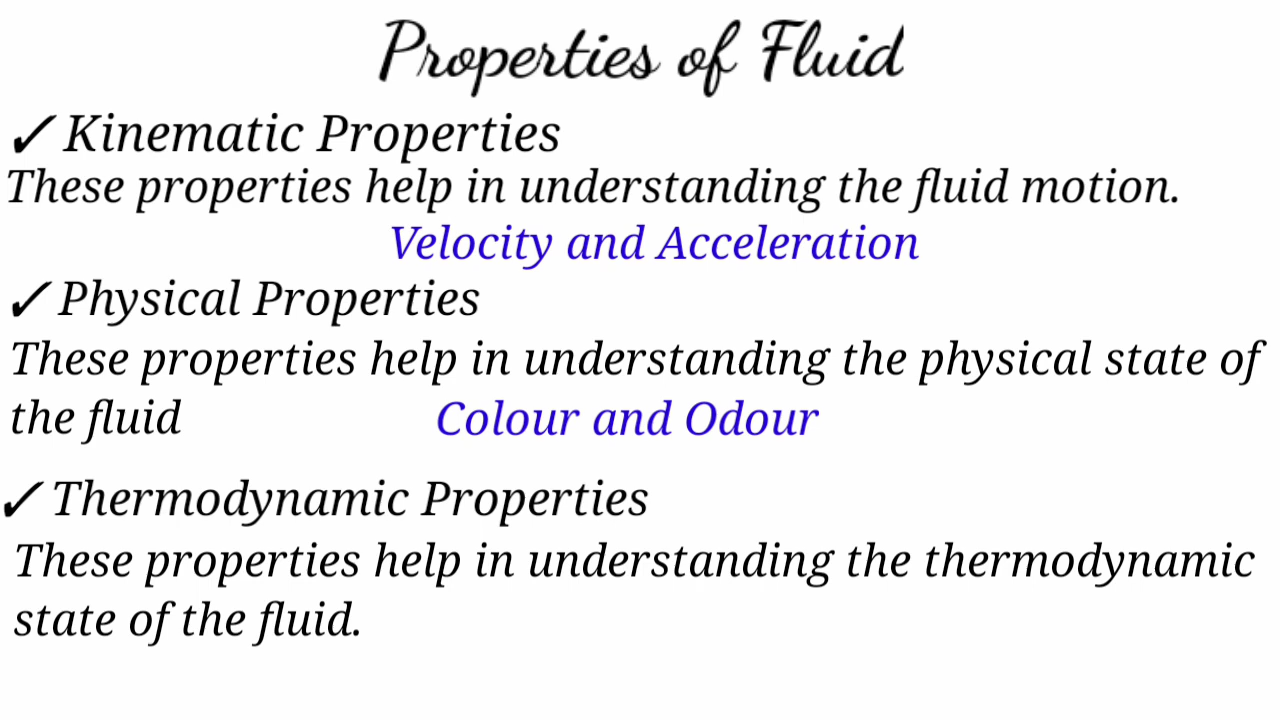 Properties of Fluid
✓ Kinematic Properties
These properties help in understanding the fluid motion.
Velocity and Acceleration
✓ Physical Properties
These properties help in understanding the physical state of
the fluid Colour and Odour
✓ Thermodynamic Properties
These properties help in understanding the thermodynamic
state of the fluid.